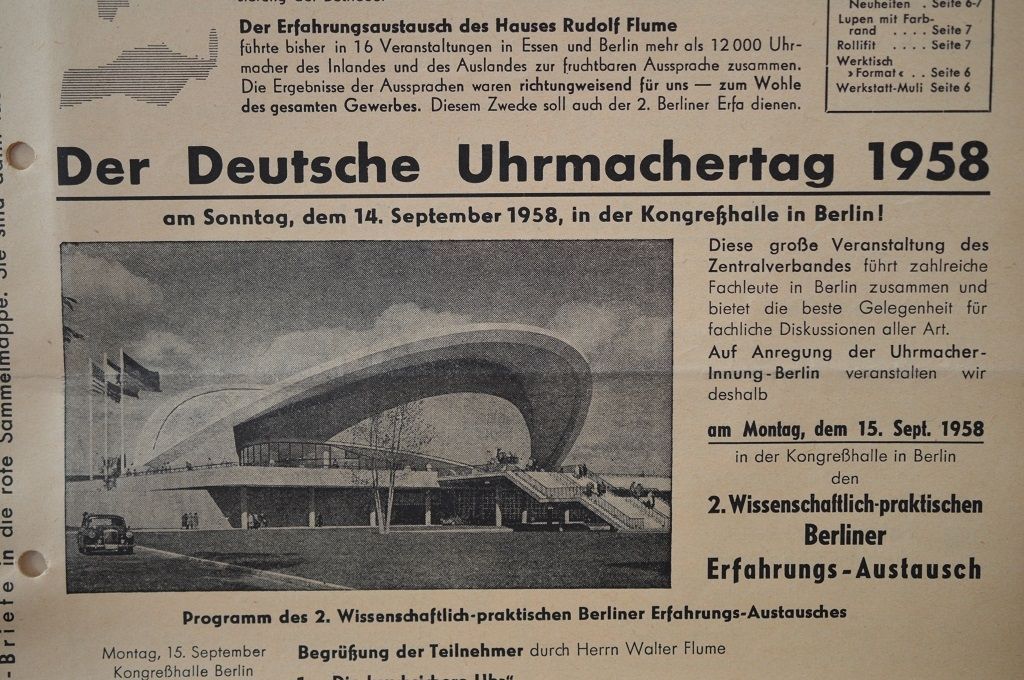 Der Erfahrungsaustausch des Hauses Rudolf Flume
führte bisher in 16 Veranstaltungen in Essen und Berlin mehr als 12 000 Uhr-
macher des Inlandes und des Auslandes zur fruchtbaren Aussprache zusammen.
Die Ergebnisse der Aussprachen waren richtungweisend für uns — zum Wohle
des gesamten Gewerbes. Diesem Zwecke soll auch der 2. Berliner Erfa dienen.
Neuheiten . Seite 6-7
Lupen mit Farb-
rand .... Seite 7
Rollifit .... Seite 7
Werktisch
»Format« .. Seite 6
Werkstatt-Muli Seite 6
Der Deutsche Uhrmachertag 1958
am Sonntag, dem 14. September 1958, in der Kongreßhalle in Berlin!
Diese große Veranstaltung des
Zentralverbandes führt zahlreiche
Fachleute in Berlin zusammen und
bietet die beste Gelegenheit für
fachliche Diskussionen aller Art.
Auf Anregung der Uhrmacher-
Innung-Berlin veranstalten wir
deshalb
am Montag, dem 15. Sept. 1958
in der Kongreßhalle in Berlin
den
2. Wissenschaftlich-praktischen
Berliner
Erfahrungs-Austausch
Programm des 2. Wissenschaftlich-praktischen Berliner Erfahrungs-Austausches
Montag, 15. September
Kongreßhalle Berlin
Begrüßung der Teilnehmer durch Herrn Walter Flume
-Briefe in die rote Sammelmappe. Sie sind dann